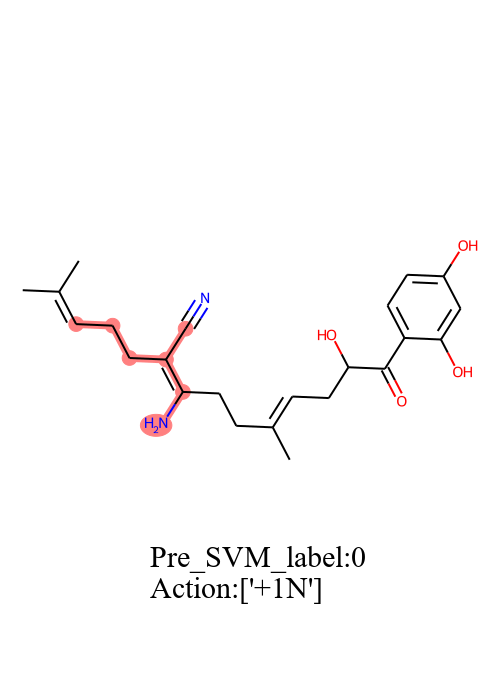 OH
N
HO
OH
O
H2N
Pre_SVM_label:0
Action:['+1N']